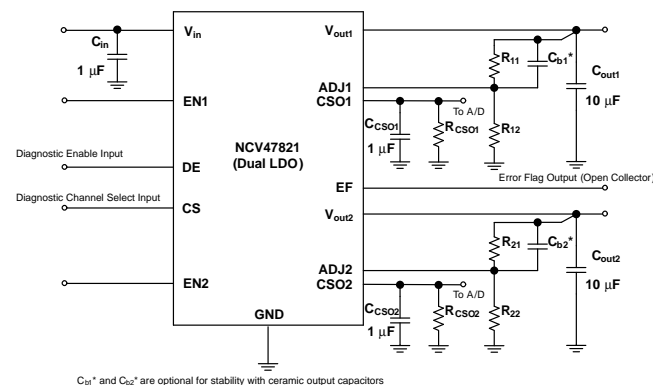 Vin
Cin
1 μF
EN1
Diagnostic Enable Input
DE
Diagnostic Channel Select Input
CS
EN2
NCV47821
(Dual LDO)
GND
Vout1
ADJ1
CSO1
EF
Vout2
ADJ2
CSO2
R11
Cb1*
Cout1
10 μF
To A/D
CCSO1
1 μF
RCSO1
R12
Error Flag Output (Open Collector)
R21
Cb2*
Cout2
10 μF
To A/D
CCSO2
1 μF
RCSO2
R22
Cb1* and Cb2* are optional for stability with ceramic output capacitors